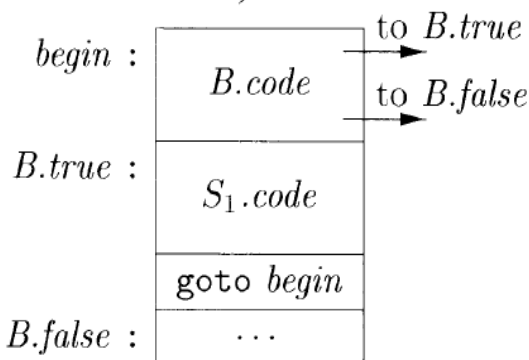 to B.true
begin :
B.code
to B.false
B.true :
S₁.code
goto begin
B.false :
...